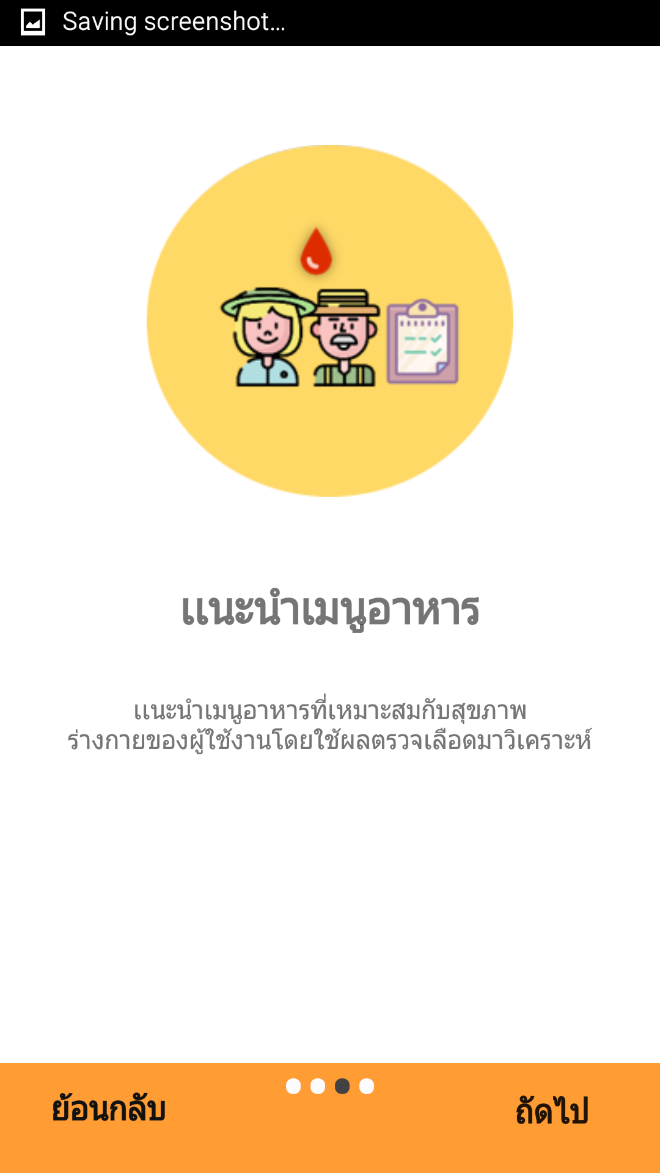 Saving screenshot...
แนะนำเมนูอาหาร
แนะนำเมนูอาหารที่เหมาะสมกับสุขภาพ
ร่างกายของผู้ใช้งานโดยใช้ผลตรวจเลือดมาวิเคราะห์
ย้อนกลับ
ถัดไป